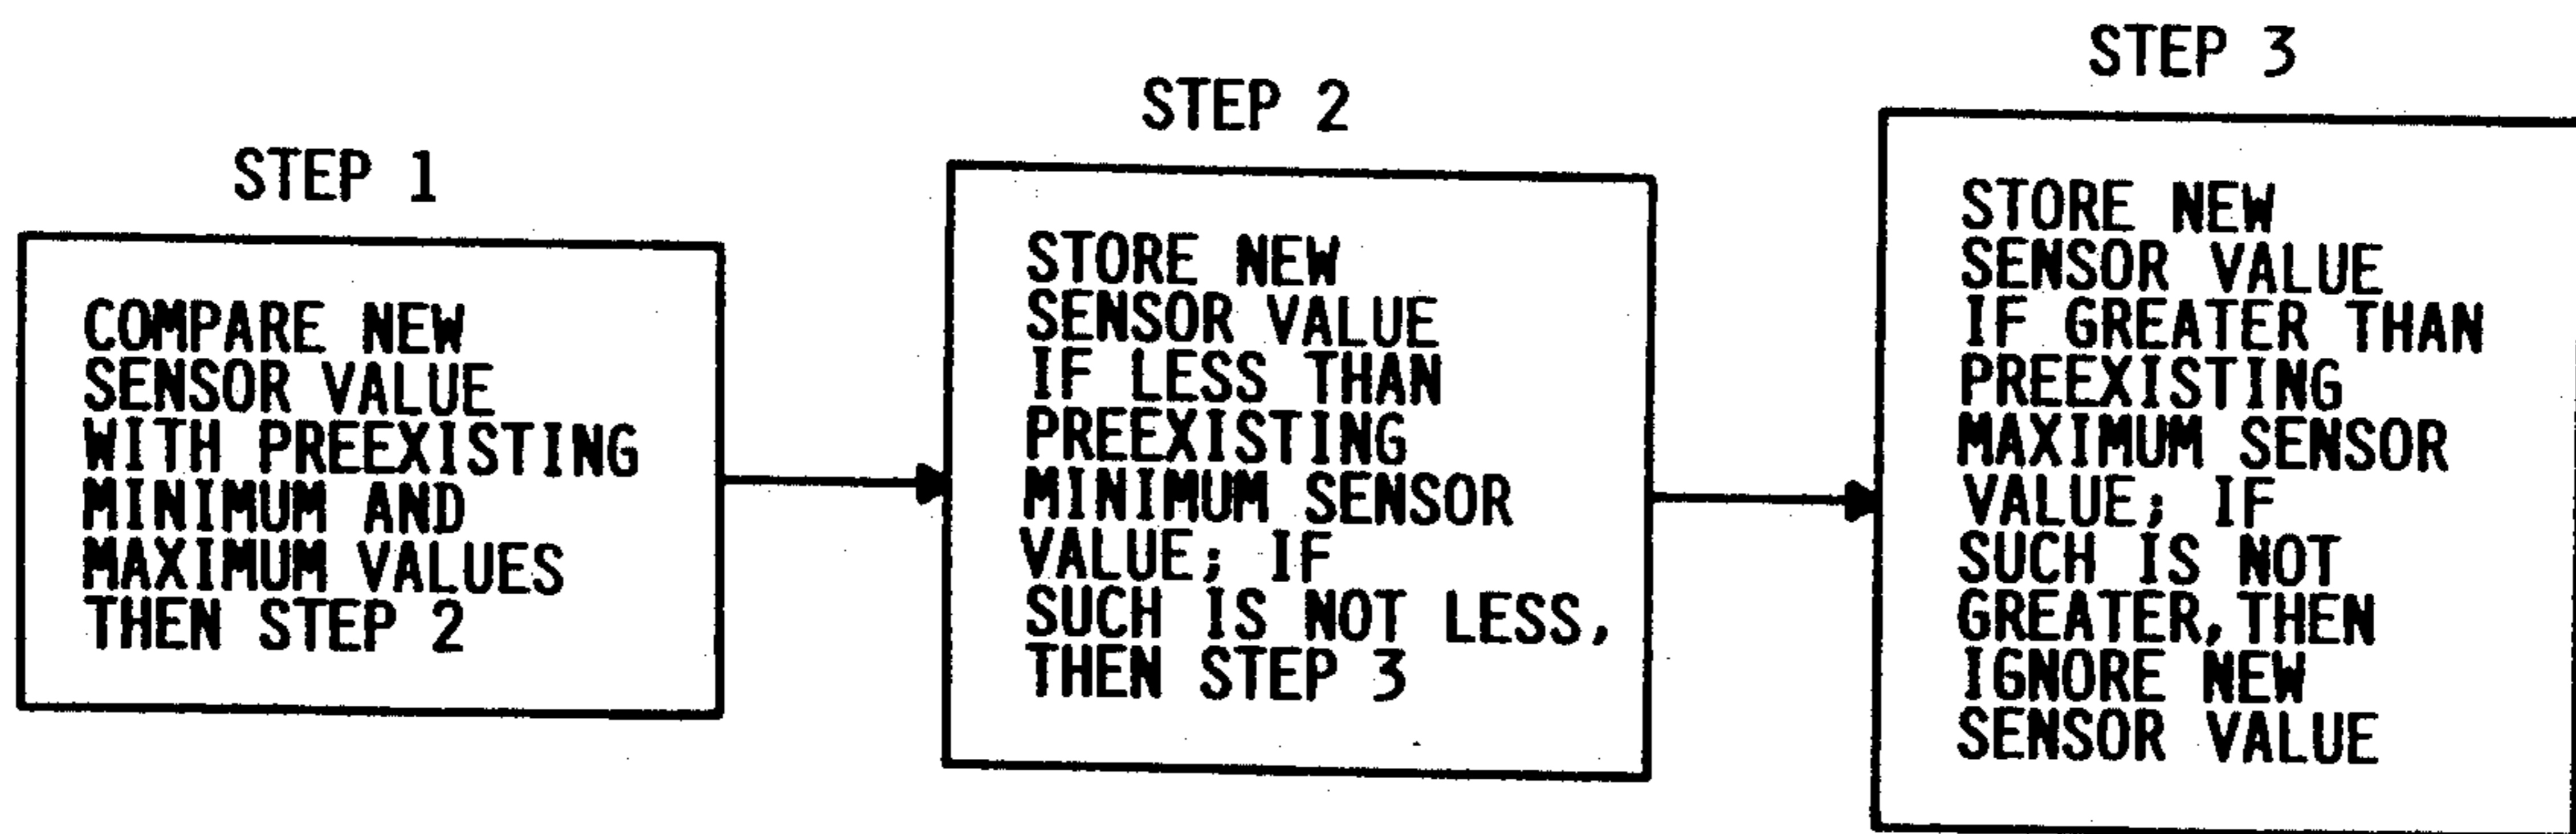 STEP 1
COMPARE NEW
SENSOR VALUE
WITH PREEXISTING
MINIMUM AND
MAXIMUM VALUES
THEN STEP 2
STEP 2
STORE NEW
SENSOR VALUE
IF LESS THAN
PREEXISTING
MINIMUM SENSOR
VALUE; IF
SUCH IS NOT LESS,
THEN STEP 3
STEP 3
STORE NEW
SENSOR VALUE
IF GREATER THAN
PREEXISTING
MAXIMUM SENSOR
VALUE; IF
SUCH IS NOT
GREATER, THEN
IGNORE NEW
SENSOR VALUE